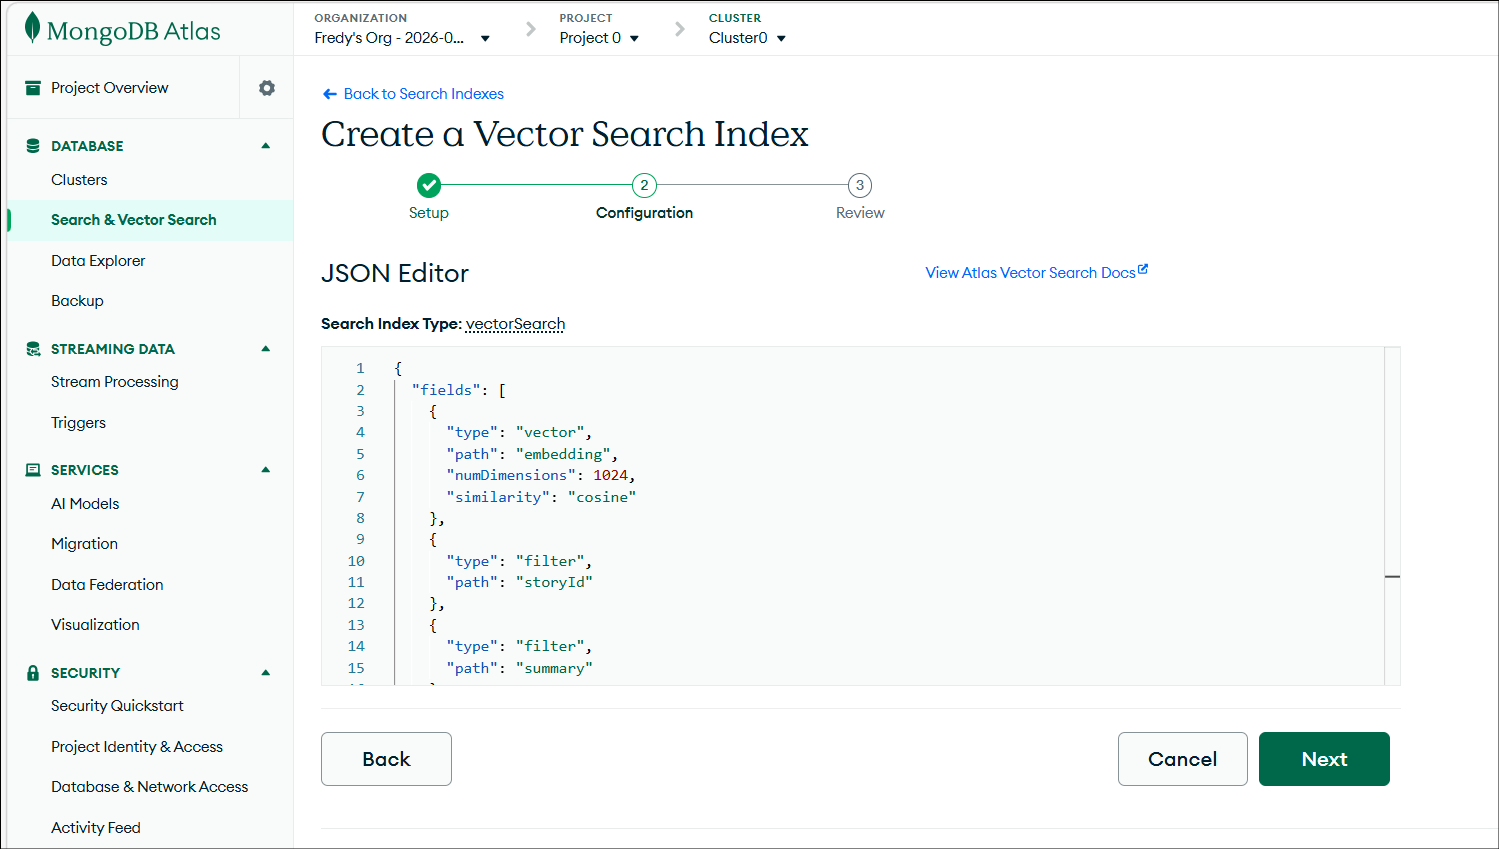 MongoDB Atlas
ORGANIZATION
Fredy's Org - 2026-0...
PROJECT
Project 0
CLUSTER
Cluster0
Project Overview
DATABASE
Clusters
Search & Vector Search
Data Explorer
Backup
STREAMING DATA
Stream Processing
Triggers
SERVICES
AI Models
Migration
Data Federation
Visualization
SECURITY
Security Quickstart
Project Identity & Access
Database & Network Access
Activity Feed
Back to Search Indexes
Create a Vector Search Index
2
3
Setup
Configuration
Review
JSON Editor
View Atlas Vector Search Docs
Search Index Type: vectorSearch
1 {
2 "fields": [
3 {
4 "type": "vector",
5 "path": "embedding",
6 "numDimensions": 1024,
7 "similarity": "cosine"
8 },
9 {
10 "type": "filter",
11 "path": "storyId"
12 },
13 {
14 "type": "filter",
15 "path": "summary"
Back
Cancel
Next